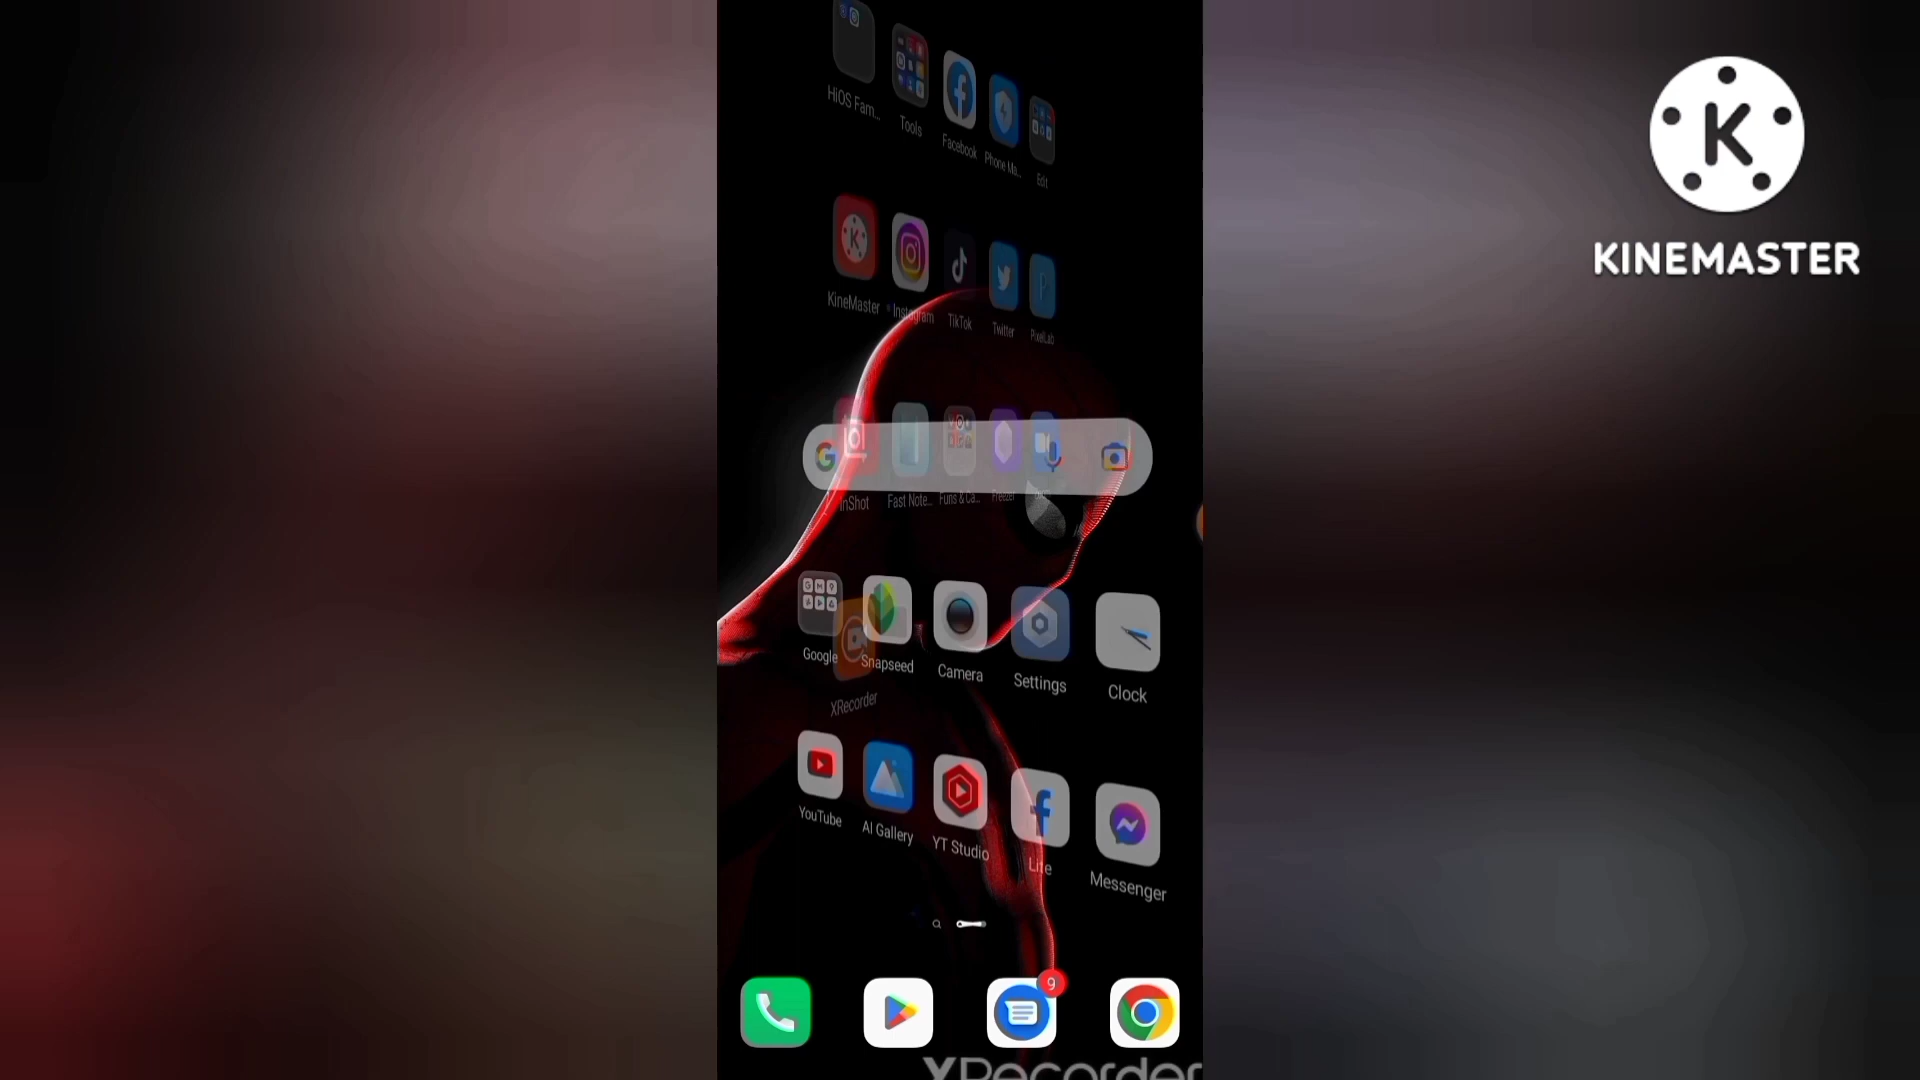 HiOS Fam...
Tools
Facebook
Phone Ma...
Edit
K
KINEMASTER
KineMaster
Instagram
TikTok
Twitter
PixelLab
InShot
Fast Note...
Funs & Ca...
Freezer
Google
Snapseed
Camera
Settings
Clock
XRecorder
YouTube
AI Gallery
YT Studio
Lite
Messenger
9
XRecorder